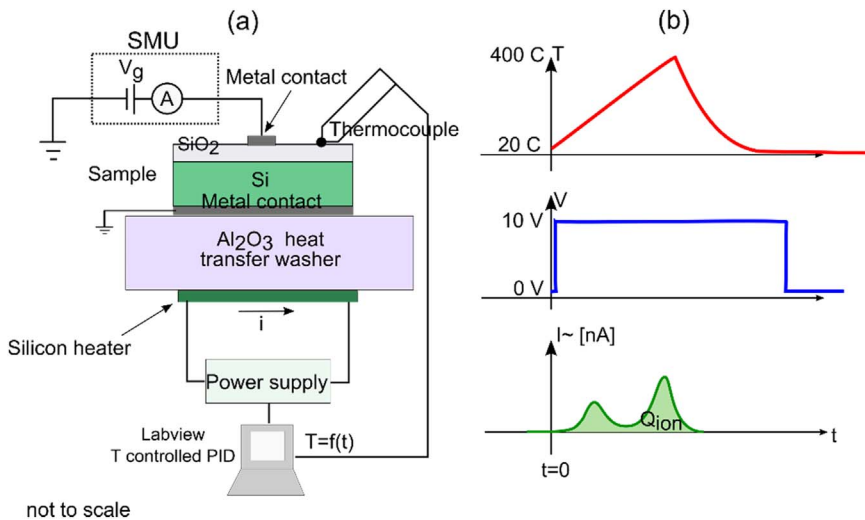 (a)
SMU
Vg
A
Metal contact
Thermocouple
SiO2
Sample
Si
Metal contact
Al2O3 heat
transfer washer
i
Silicon heater
Power supply
Labview
T controlled PID
T=f(t)
not to scale
(b)
400 C T
20 C
V
10 V
0 V
I~ [nA]
Qion
t
t=0